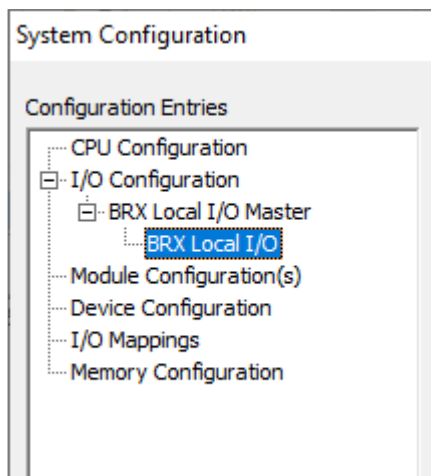 System Configuration
Configuration Entries
CPU Configuration
I/O Configuration
BRX Local I/O Master
BRX Local I/O
Module Configuration(s)
Device Configuration
I/O Mappings
Memory Configuration